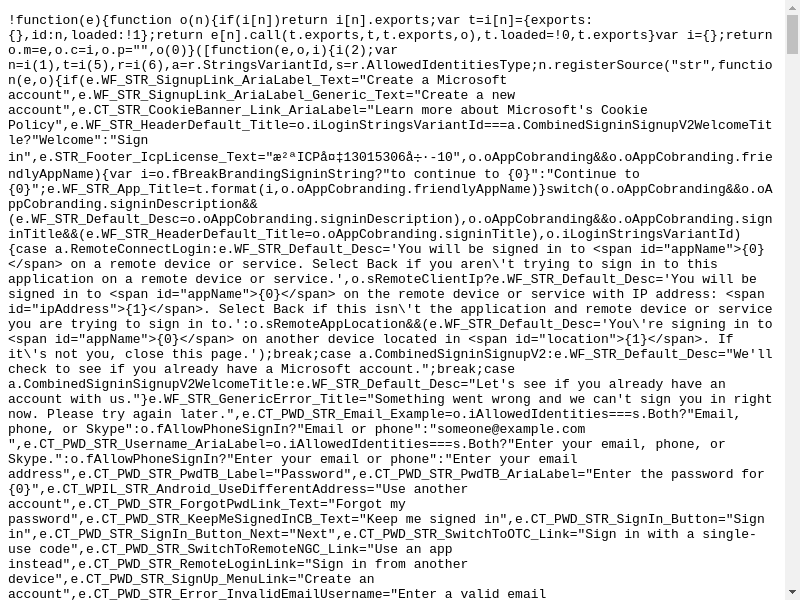 !function(e){function o(n){if(i[n])return i[n].exports;var t=i[n]={exports:
{},id:n,loaded:!1};return e[n].call(t.exports,t,t.exports,o),t.loaded=!0,t.exports}var i={};return
o.m=e,o.c=i,o.p="",o(0)}([function(e,o,i){i(2);var
n=i(1),t=i(5),r=i(6),a=r.StringsVariantId,s=r.AllowedIdentitiesType;n.registerSource("str",functio
n(e,o){if(e.WF_STR_SignupLink_AriaLabel_Text="Create a Microsoft
account",e.WF_STR_SignupLink_AriaLabel_Generic_Text="Create a new
account",e.CT_STR_CookieBanner_Link_AriaLabel="Learn more about Microsoft's Cookie
Policy",e.WF_STR_HeaderDefault_Title=o.iLoginStringsVariantId===a.CombinedSigninSignupV2WelcomeTit
le?"Welcome":"Sign
in",e.STR_Footer_IcpLicense_Text="æ²ªICPå¤‡13015306å÷·-10",o.oAppCobranding&&o.oAppCobranding.frie
ndlyAppName){var i=o.fBreakBrandingSigninString?"to continue to {0}":"Continue to
{0}";e.WF_STR_App_Title=t.format(i,o.oAppCobranding.friendlyAppName)}switch(o.oAppCobranding&&o.oA
ppCobranding.signinDescription&&
(e.WF_STR_Default_Desc=o.oAppCobranding.signinDescription),o.oAppCobranding&&o.oAppCobranding.sign
inTitle&&(e.WF_STR_HeaderDefault_Title=o.oAppCobranding.signinTitle),o.iLoginStringsVariantId)
{case a.RemoteConnectLogin:e.WF_STR_Default_Desc='You will be signed in to <span id="appName">{0}
</span> on a remote device or service. Select Back if you aren\'t trying to sign in to this
application on a remote device or service.',o.sRemoteClientIp?e.WF_STR_Default_Desc='You will be
signed in to <span id="appName">{0}</span> on the remote device or service with IP address: <span
id="ipAddress">{1}</span>. Select Back if this isn\'t the application and remote device or service
you are trying to sign in to.':o.sRemoteAppLocation&&(e.WF_STR_Default_Desc='You\'re signing in to
<span id="appName">{0}</span> on another device located in <span id="location">{1}</span>. If
it\'s not you, close this page.');break;case a.CombinedSigninSignupV2:e.WF_STR_Default_Desc="We'll
check to see if you already have a Microsoft account.";break;case
a.CombinedSigninSignupV2WelcomeTitle:e.WF_STR_Default_Desc="Let's see if you already have an
account with us."}e.WF_STR_GenericError_Title="Something went wrong and we can't sign you in right
now. Please try again later.",e.CT_PWD_STR_Email_Example=o.iAllowedIdentities===s.Both?"Email,
phone, or Skype":o.fAllowPhoneSignIn?"Email or phone":"someone@example.com
",e.CT_PWD_STR_Username_AriaLabel=o.iAllowedIdentities===s.Both?"Enter your email, phone, or
Skype.":o.fAllowPhoneSignIn?"Enter your email or phone":"Enter your email
address",e.CT_PWD_STR_PwdTB_Label="Password",e.CT_PWD_STR_PwdTB_AriaLabel="Enter the password for
{0}",e.CT_WPIL_STR_Android_UseDifferentAddress="Use another
account",e.CT_PWD_STR_ForgotPwdLink_Text="Forgot my
password",e.CT_PWD_STR_KeepMeSignedInCB_Text="Keep me signed in",e.CT_PWD_STR_SignIn_Button="Sign
in",e.CT_PWD_STR_SignIn_Button_Next="Next",e.CT_PWD_STR_SwitchToOTC_Link="Sign in with a single-
use code",e.CT_PWD_STR_SwitchToRemoteNGC_Link="Use an app
instead",e.CT_PWD_STR_RemoteLoginLink="Sign in from another
device",e.CT_PWD_STR_SignUp_MenuLink="Create an
account",e.CT_PWD_STR_Error_InvalidEmailUsername="Enter a valid email